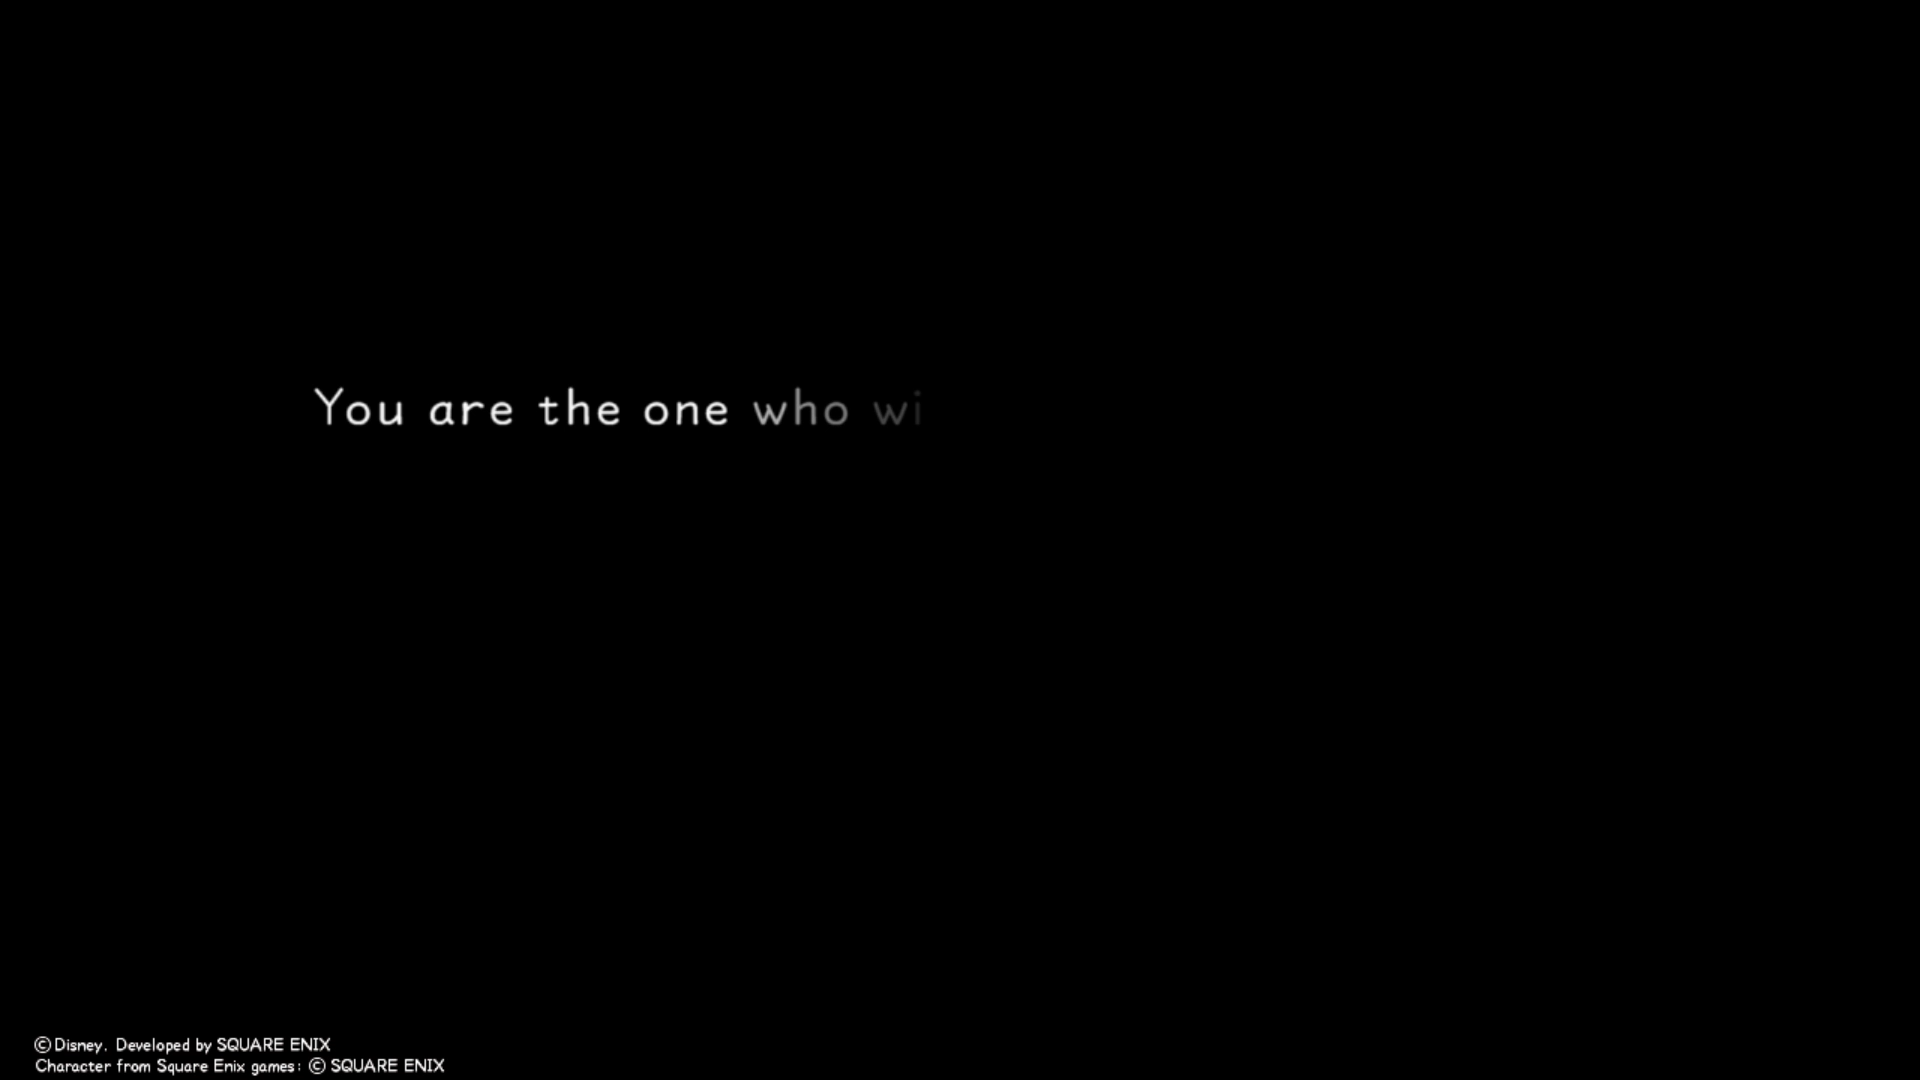 You are the one who wi
©Disney. Developed by SQUARE ENIX
Character from Square Enix games: © SQUARE ENIX